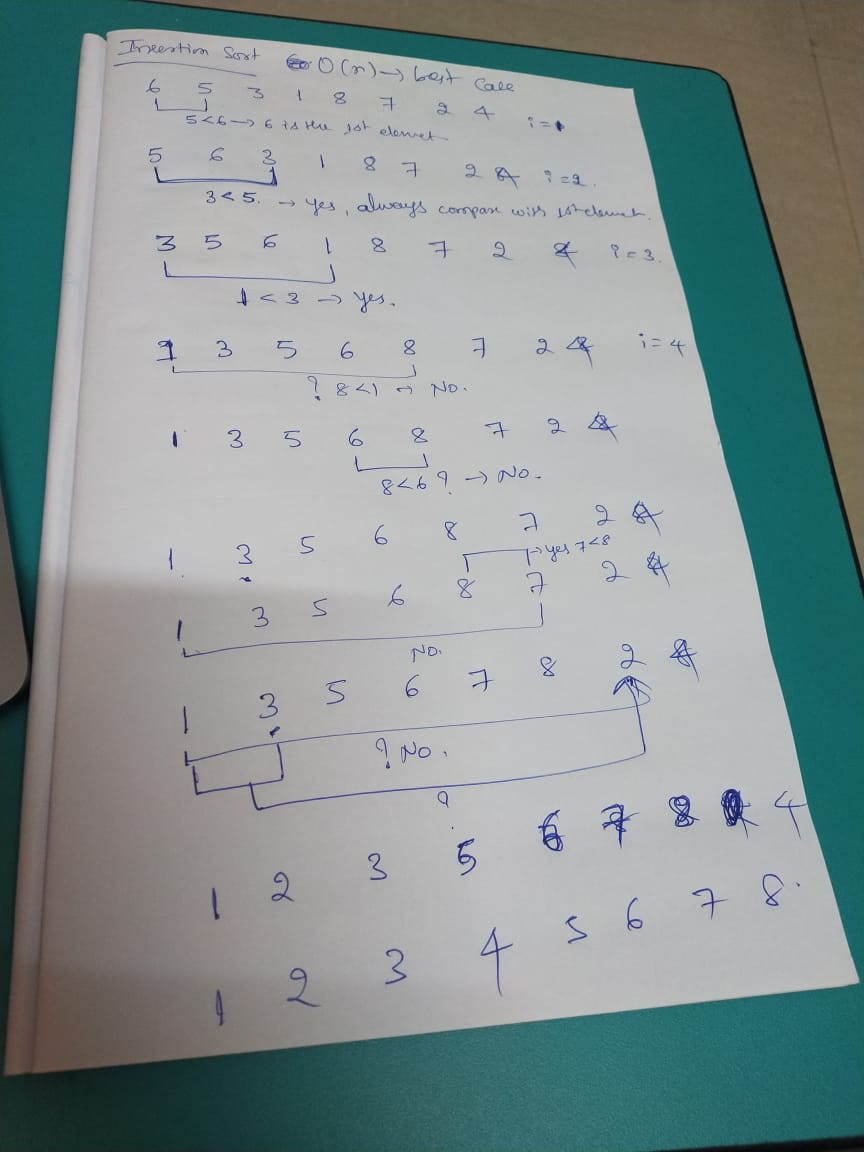 Insertion Sort O(n) → best Case
6 5 3 1 8 7 2 4 i=1
5<6 → 6 is the 1st elemet
5 6 3 1 8 7 2 4 i=2.
3<5. → yes, always compare with 1st element.
3 5 6 1 8 7 2 4 i=3.
1<3 → yes.
1 3 5 6 8 7 2 4 i=4
? 8<1 → No.
1 3 5 6 8 7 2 4
8<6? → No.
1 3 5 6 8 7 2 4
→ yes 7<8
1 3 5 6 8 7 2 4
No.
1 3 5 6 7 8 2 4
? No.
?
1 2 3 5 6 7 8 4
1 2 3 4 5 6 7 8.